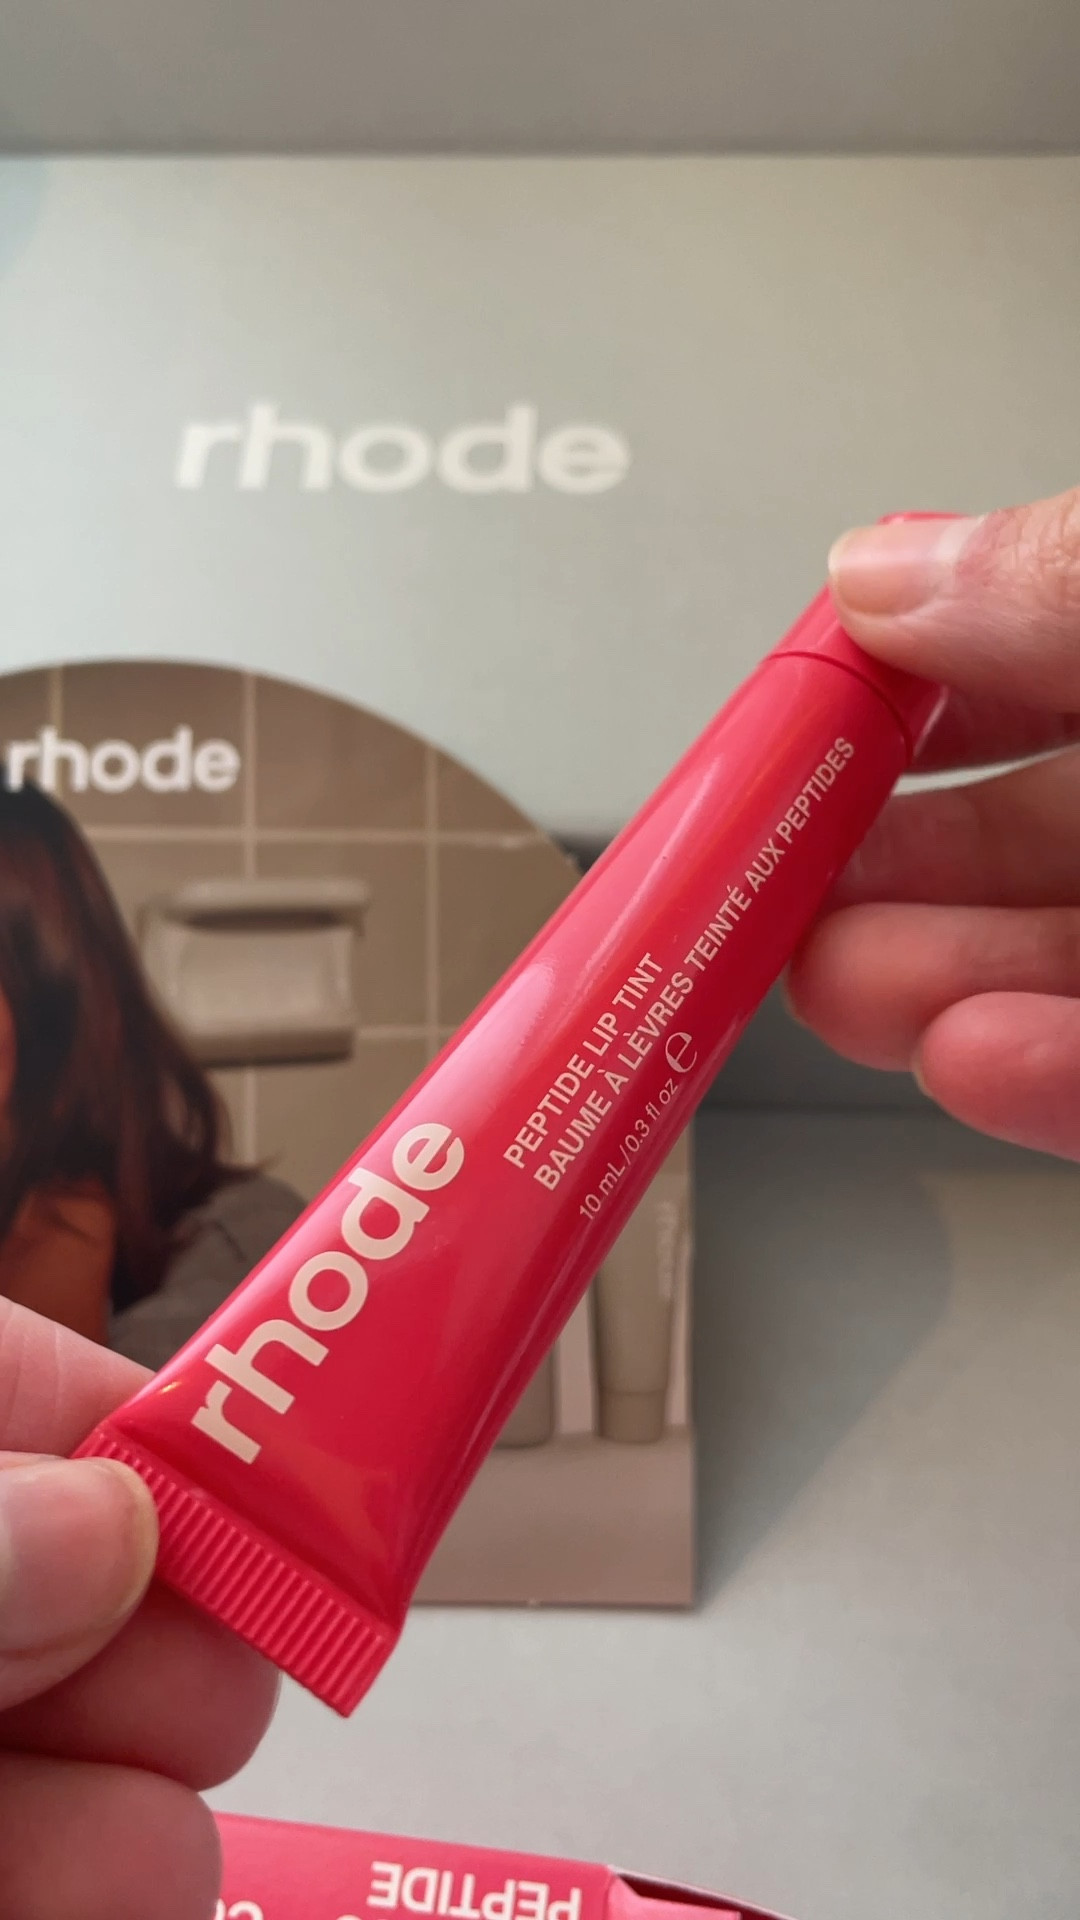 rhode
rhode
rhode
PEPTIDE LIP TINT
BAUME À LÈVRES TEINTÉ AUX PEPTIDES
10 mL / 0.3 fl oz ℮
PEPTIDE